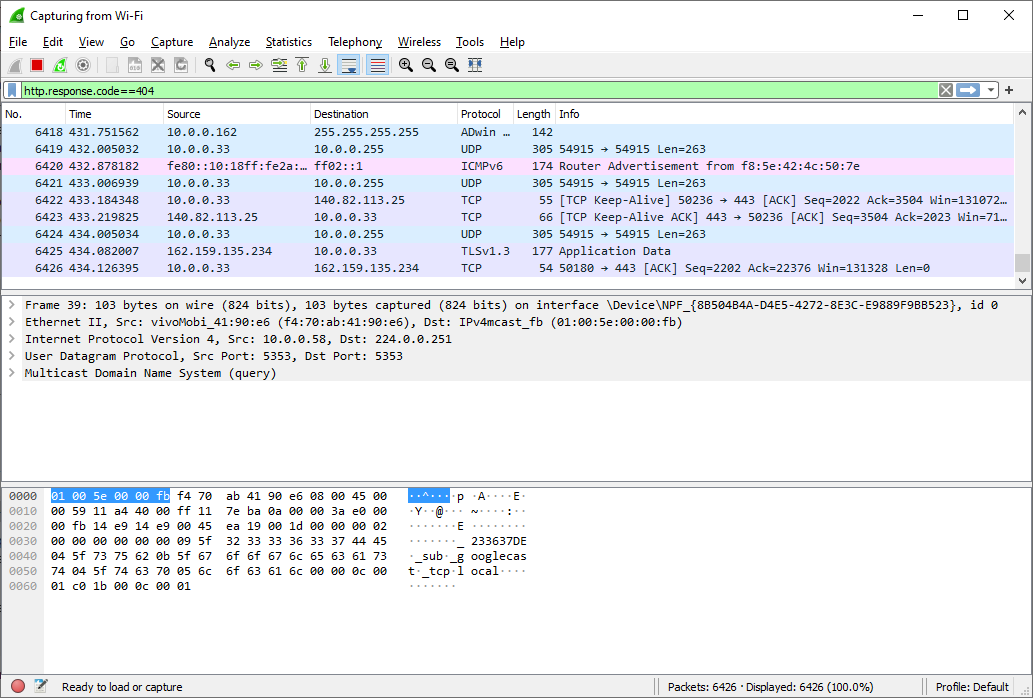 Capturing from Wi-Fi
File Edit View Go Capture Analyze Statistics Telephony Wireless Tools Help
http.response.code==404
No. Time Source Destination Protocol Length Info
6418 431.751562 10.0.0.162 255.255.255.255 ADwin … 142
6419 432.005032 10.0.0.33 10.0.0.255 UDP 305 54915 → 54915 Len=263
6420 432.878182 fe80::10:18ff:fe2a:… ff02::1 ICMPv6 174 Router Advertisement from f8:5e:42:4c:50:7e
6421 433.006939 10.0.0.33 10.0.0.255 UDP 305 54915 → 54915 Len=263
6422 433.184348 10.0.0.33 140.82.113.25 TCP 55 [TCP Keep-Alive] 50236 → 443 [ACK] Seq=2022 Ack=3504 Win=131072…
6423 433.219825 140.82.113.25 10.0.0.33 TCP 66 [TCP Keep-Alive ACK] 443 → 50236 [ACK] Seq=3504 Ack=2023 Win=71…
6424 434.005034 10.0.0.33 10.0.0.255 UDP 305 54915 → 54915 Len=263
6425 434.082007 162.159.135.234 10.0.0.33 TLSv1.3 177 Application Data
6426 434.126395 10.0.0.33 162.159.135.234 TCP 54 50180 → 443 [ACK] Seq=2202 Ack=22376 Win=131328 Len=0
Frame 39: 103 bytes on wire (824 bits), 103 bytes captured (824 bits) on interface \Device\NPF_{8B504B4A-D4E5-4272-8E3C-E9889F9BB523}, id 0
Ethernet II, Src: vivoMobi_41:90:e6 (f4:70:ab:41:90:e6), Dst: IPv4mcast_fb (01:00:5e:00:00:fb)
Internet Protocol Version 4, Src: 10.0.0.58, Dst: 224.0.0.251
User Datagram Protocol, Src Port: 5353, Dst Port: 5353
Multicast Domain Name System (query)
0000 01 00 5e 00 00 fb f4 70 ab 41 90 e6 08 00 45 00 ··^····p ·A····E·
0010 00 59 11 a4 40 00 ff 11 7e ba 0a 00 00 3a e0 00 ·Y··@··· ~····:··
0020 00 fb 14 e9 14 e9 00 45 ea 19 00 1d 00 00 00 02 ·······E ········
0030 00 00 00 00 00 00 09 5f 32 33 33 36 33 37 44 45 ·······_ 233637DE
0040 04 5f 73 75 62 0b 5f 67 6f 6f 67 6c 65 63 61 73 ·_sub·_g ooglecas
0050 74 04 5f 74 63 70 05 6c 6f 63 61 6c 00 00 0c 00 t·_tcp·l ocal····
0060 01 c0 1b 00 0c 00 01 ·······
Ready to load or capture Packets: 6426 · Displayed: 6426 (100.0%) Profile: Default